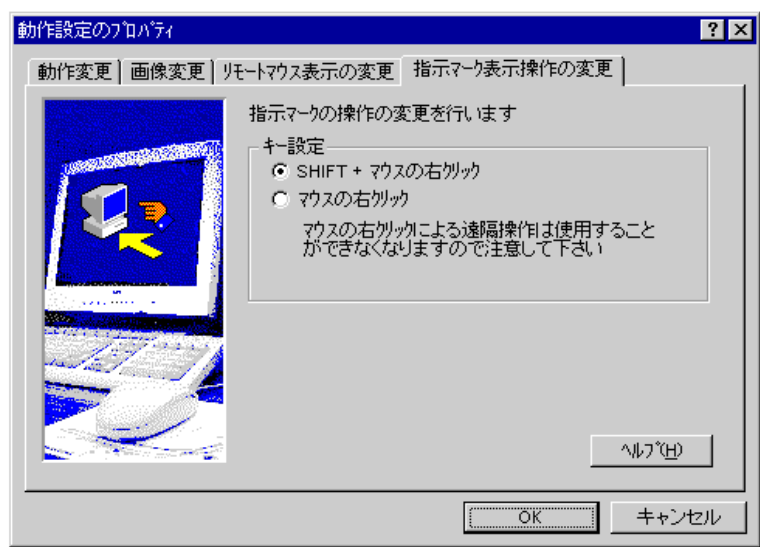 動作設定のﾌﾟﾛﾊﾟﾃｨ
動作変更
画像変更
ﾘﾓｰﾄﾏｳｽ表示の変更
指示ﾏｰｸ表示操作の変更
指示ﾏｰｸの操作の変更を行います
ｷｰ設定
SHIFT + ﾏｳｽの右ｸﾘｯｸ
ﾏｳｽの右ｸﾘｯｸ
ﾏｳｽの右ｸﾘｯｸによる遠隔操作は使用すること
ができなくなりますので注意して下さい
ﾍﾙﾌﾟ(H)
OK
キャンセル